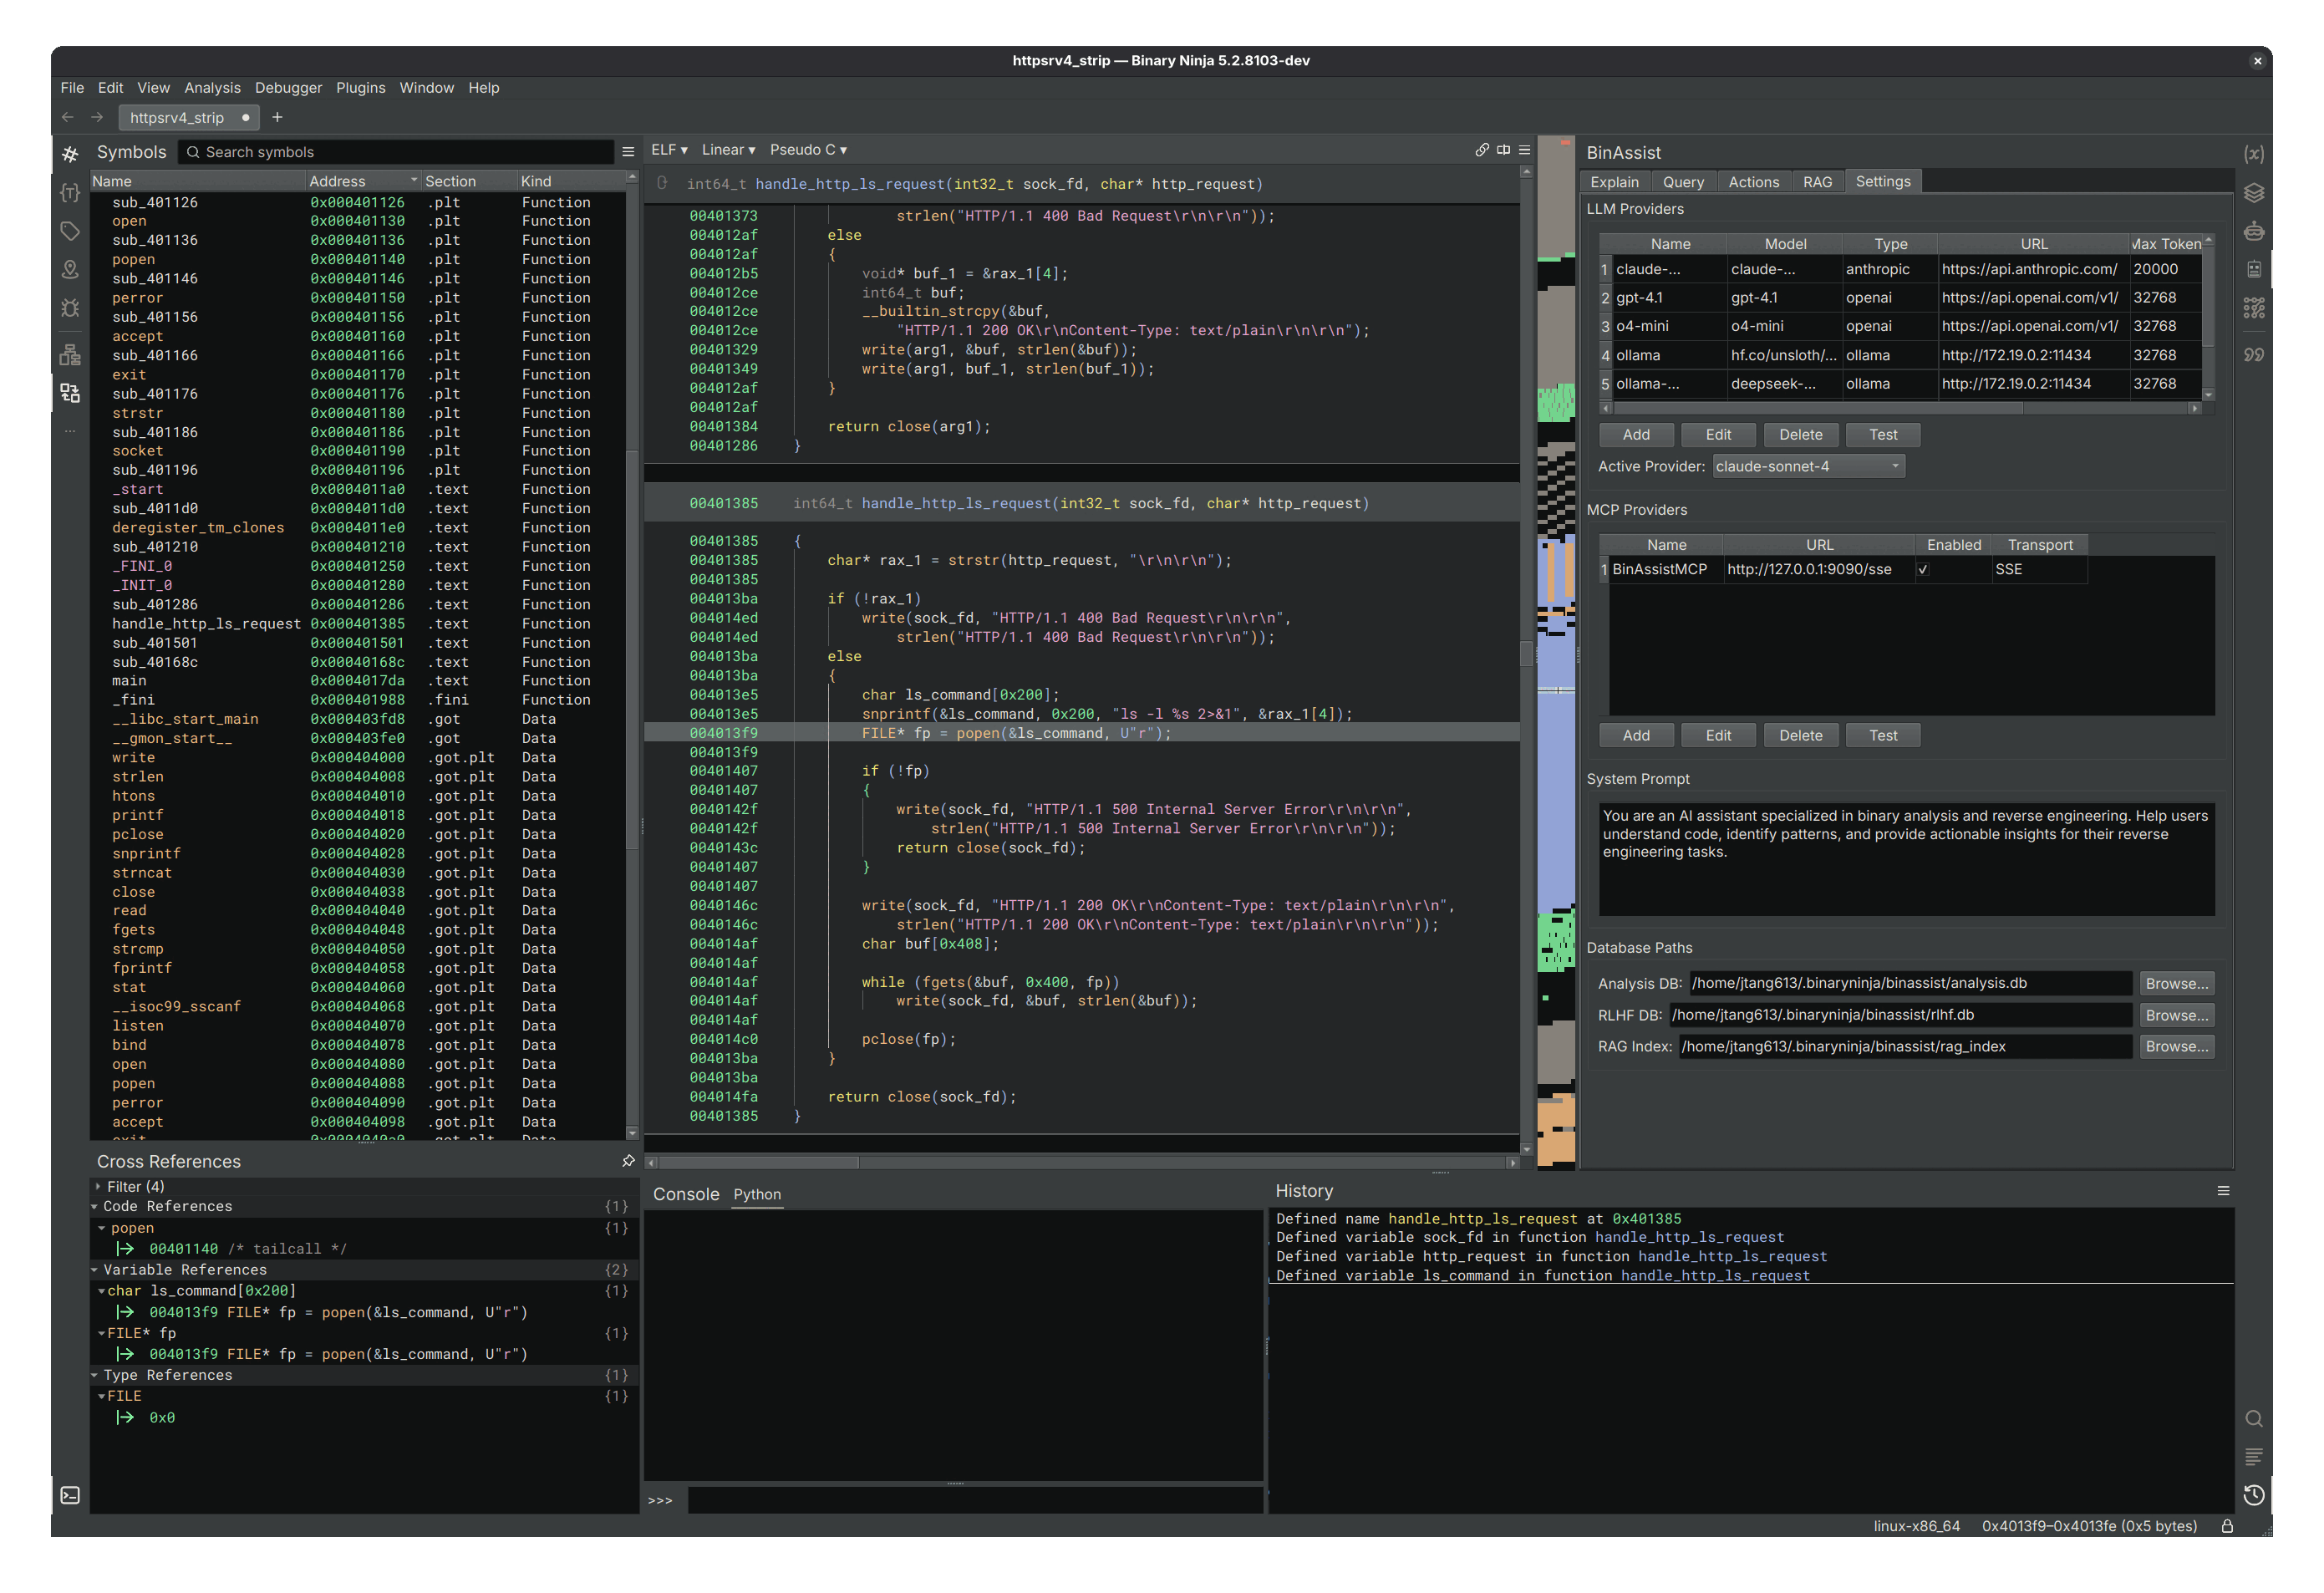 httpsrv4_strip — Binary Ninja 5.2.8103-dev
File Edit View Analysis Debugger Plugins Window Help
httpsrv4_strip
Symbols
Search symbols
Name Address Section Kind
sub_401126 0x000401126 .plt Function
open 0x000401130 .plt Function
sub_401136 0x000401136 .plt Function
popen 0x000401140 .plt Function
sub_401146 0x000401146 .plt Function
perror 0x000401150 .plt Function
sub_401156 0x000401156 .plt Function
accept 0x000401160 .plt Function
sub_401166 0x000401166 .plt Function
exit 0x000401170 .plt Function
sub_401176 0x000401176 .plt Function
strstr 0x000401180 .plt Function
sub_401186 0x000401186 .plt Function
socket 0x000401190 .plt Function
sub_401196 0x000401196 .plt Function
_start 0x0004011a0 .text Function
sub_4011d0 0x0004011d0 .text Function
deregister_tm_clones 0x0004011e0 .text Function
sub_401210 0x000401210 .text Function
_FINI_0 0x000401250 .text Function
_INIT_0 0x000401280 .text Function
sub_401286 0x000401286 .text Function
handle_http_ls_request 0x000401385 .text Function
sub_401501 0x000401501 .text Function
sub_40168c 0x00040168c .text Function
main 0x0004017da .text Function
_fini 0x000401988 .fini Function
__libc_start_main 0x000403fd8 .got Data
__gmon_start__ 0x000403fe0 .got Data
write 0x000404000 .got.plt Data
strlen 0x000404008 .got.plt Data
htons 0x000404010 .got.plt Data
printf 0x000404018 .got.plt Data
pclose 0x000404020 .got.plt Data
snprintf 0x000404028 .got.plt Data
strncat 0x000404030 .got.plt Data
close 0x000404038 .got.plt Data
read 0x000404040 .got.plt Data
fgets 0x000404048 .got.plt Data
strcmp 0x000404050 .got.plt Data
fprintf 0x000404058 .got.plt Data
stat 0x000404060 .got.plt Data
__isoc99_sscanf 0x000404068 .got.plt Data
listen 0x000404070 .got.plt Data
bind 0x000404078 .got.plt Data
open 0x000404080 .got.plt Data
popen 0x000404088 .got.plt Data
perror 0x000404090 .got.plt Data
accept 0x000404098 .got.plt Data
exit 0x0004040a0 .got.plt Data
Cross References
Filter (4)
Code References {1}
popen {1}
00401140 /* tailcall */
Variable References {2}
char ls_command[0x200] {1}
004013f9 FILE* fp = popen(&ls_command, U"r")
FILE* fp {1}
004013f9 FILE* fp = popen(&ls_command, U"r")
Type References {1}
FILE {1}
0x0
ELF ▾ Linear ▾ Pseudo C ▾
int64_t handle_http_ls_request(int32_t sock_fd, char* http_request)
00401373 strlen("HTTP/1.1 400 Bad Request\r\n\r\n"));
004012af else
004012af {
004012b5 void* buf_1 = &rax_1[4];
004012ce int64_t buf;
004012ce __builtin_strcpy(&buf,
004012ce "HTTP/1.1 200 OK\r\nContent-Type: text/plain\r\n\r\n");
00401329 write(arg1, &buf, strlen(&buf));
00401349 write(arg1, buf_1, strlen(buf_1));
004012af }
004012af
00401384 return close(arg1);
00401286 }
00401385 int64_t handle_http_ls_request(int32_t sock_fd, char* http_request)
00401385 {
00401385 char* rax_1 = strstr(http_request, "\r\n\r\n");
00401385
004013ba if (!rax_1)
004014ed write(sock_fd, "HTTP/1.1 400 Bad Request\r\n\r\n",
004014ed strlen("HTTP/1.1 400 Bad Request\r\n\r\n"));
004013ba else
004013ba {
004013e5 char ls_command[0x200];
004013e5 snprintf(&ls_command, 0x200, "ls -l %s 2>&1", &rax_1[4]);
004013f9 FILE* fp = popen(&ls_command, U"r");
004013f9
00401407 if (!fp)
00401407 {
0040142f write(sock_fd, "HTTP/1.1 500 Internal Server Error\r\n\r\n",
0040142f strlen("HTTP/1.1 500 Internal Server Error\r\n\r\n"));
0040143c return close(sock_fd);
00401407 }
00401407
0040146c write(sock_fd, "HTTP/1.1 200 OK\r\nContent-Type: text/plain\r\n\r\n",
0040146c strlen("HTTP/1.1 200 OK\r\nContent-Type: text/plain\r\n\r\n"));
004014af char buf[0x408];
004014af
004014af while (fgets(&buf, 0x400, fp))
004014af write(sock_fd, &buf, strlen(&buf));
004014af
004014c0 pclose(fp);
004013ba }
004013ba
004014fa return close(sock_fd);
00401385 }
Console Python
>>>
History
Defined name handle_http_ls_request at 0x401385
Defined variable sock_fd in function handle_http_ls_request
Defined variable http_request in function handle_http_ls_request
Defined variable ls_command in function handle_http_ls_request
BinAssist
Explain Query Actions RAG Settings
LLM Providers
Name Model Type URL Max Token
1 claude-... claude-... anthropic https://api.anthropic.com/ 20000
2 gpt-4.1 gpt-4.1 openai https://api.openai.com/v1/ 32768
3 o4-mini o4-mini openai https://api.openai.com/v1/ 32768
4 ollama hf.co/unsloth/... ollama http://172.19.0.2:11434 32768
5 ollama-... deepseek-... ollama http://172.19.0.2:11434 32768
Add Edit Delete Test
Active Provider: claude-sonnet-4
MCP Providers
Name URL Enabled Transport
1 BinAssistMCP http://127.0.0.1:9090/sse ✓ SSE
Add Edit Delete Test
System Prompt
You are an AI assistant specialized in binary analysis and reverse engineering. Help users
understand code, identify patterns, and provide actionable insights for their reverse
engineering tasks.
Database Paths
Analysis DB: /home/jtang613/.binaryninja/binassist/analysis.db Browse...
RLHF DB: /home/jtang613/.binaryninja/binassist/rlhf.db Browse...
RAG Index: /home/jtang613/.binaryninja/binassist/rag_index Browse...
linux-x86_64 0x4013f9–0x4013fe (0x5 bytes)